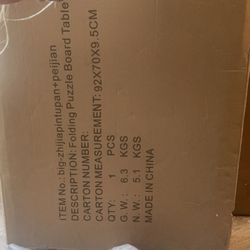 ITEM No.: big-zhijiapintupan+peijian
DESCRIPTION: Folding Puzzle Board Table
CARTON NUMBER:
CARTON MEASUREMENT: 92X70X9.5CM
QTY: 1 PCS
G.W.: 6.3 KGS
N.W.: 5.1 KGS
MADE IN CHINA